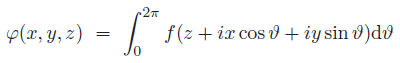 φ(x, y, z) = ∫₀^{2π} f(z + ix cos ϑ + iy sin ϑ)dϑ